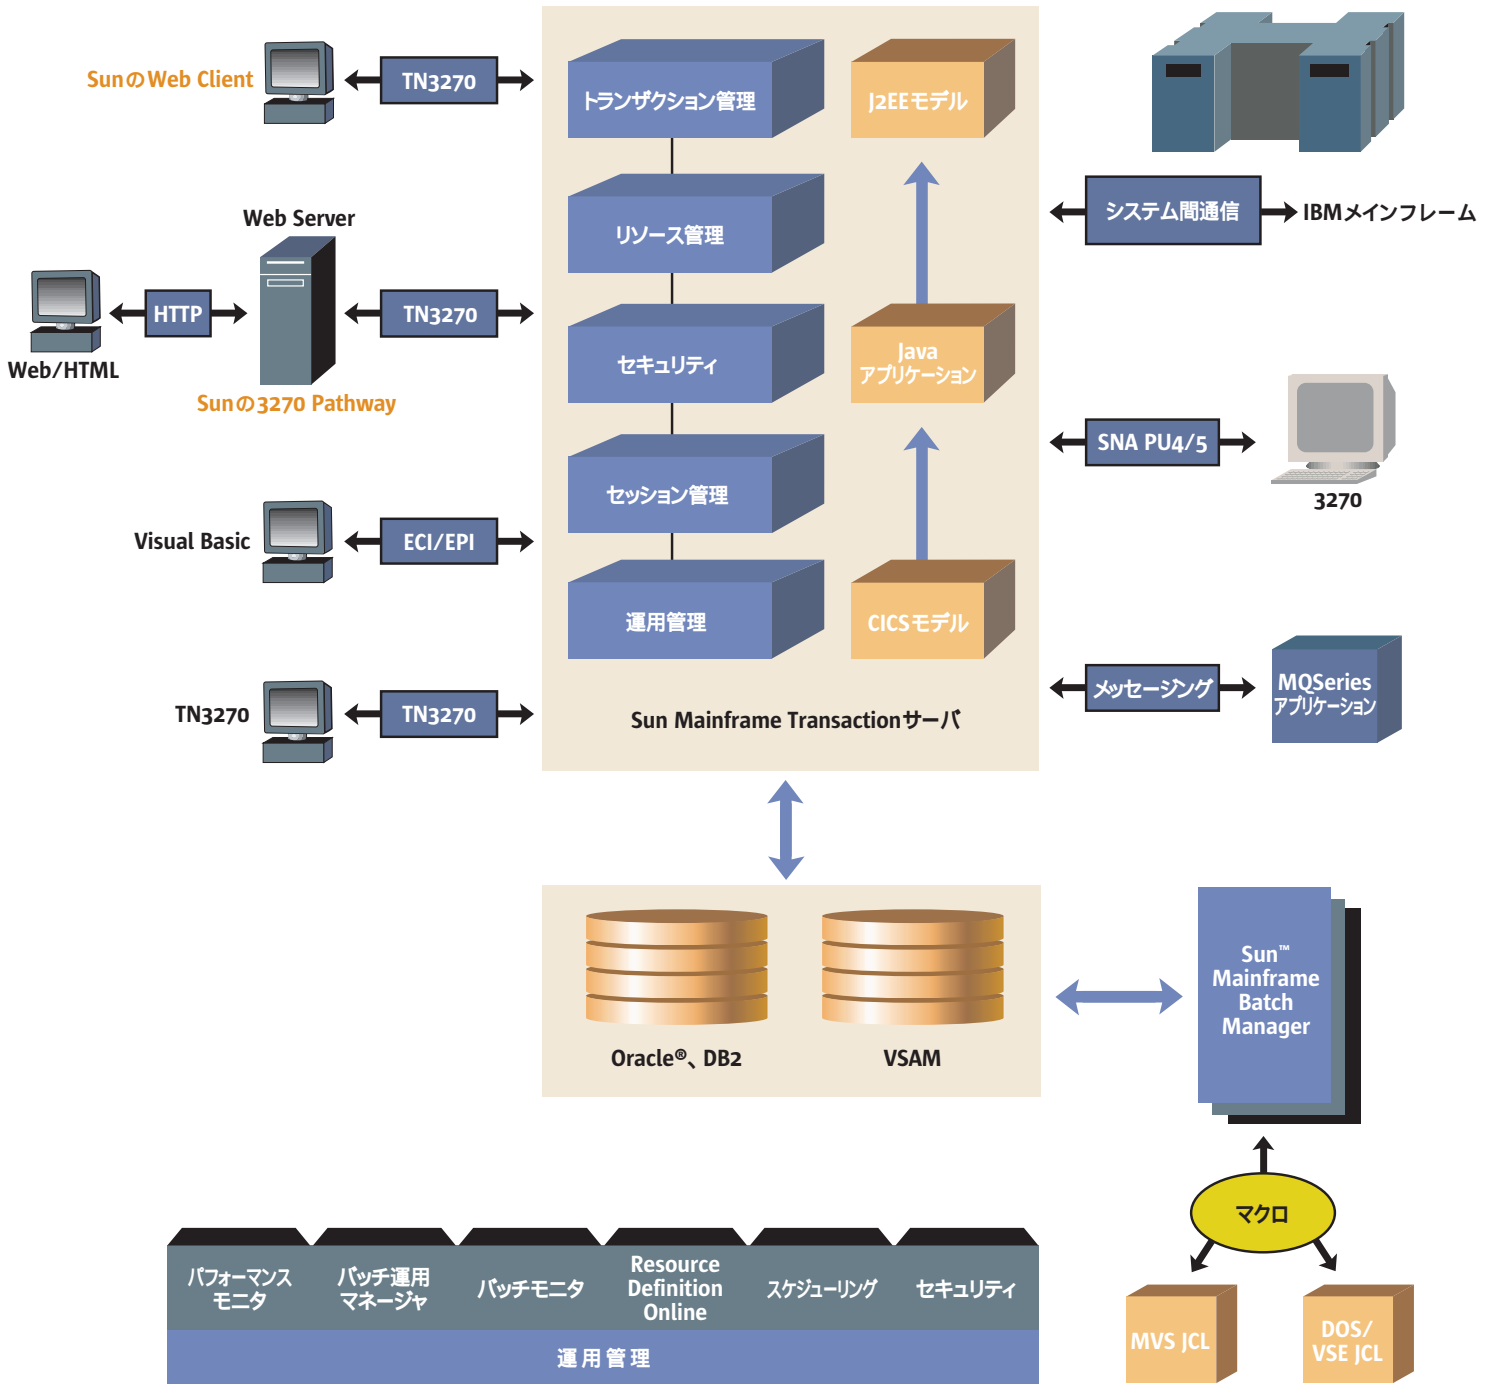 SunのWeb Client
TN3270
トランザクション管理
J2EEモデル
Web Server
リソース管理
システム間通信
IBMメインフレーム
HTTP
TN3270
Web/HTML
Sunの3270 Pathway
セキュリティ
Java
アプリケーション
SNA PU4/5
3270
セッション管理
Visual Basic
ECI/EPI
運用管理
CICSモデル
TN3270
TN3270
メッセージング
MQSeries
アプリケーション
Sun Mainframe Transactionサーバ
Oracle®、DB2
VSAM
Sun™
Mainframe
Batch
Manager
マクロ
MVS JCL
DOS/
VSE JCL
パフォーマンス
モニタ
バッチ運用
マネージャ
バッチモニタ
Resource
Definition
Online
スケジューリング
セキュリティ
運用管理